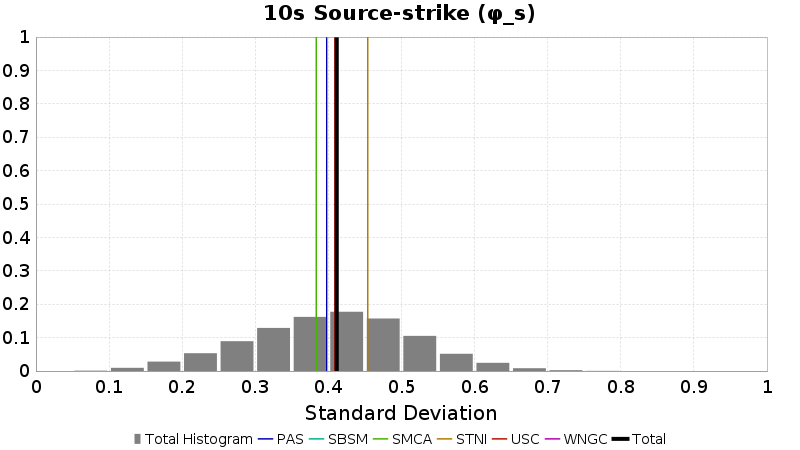 10s Source-strike (φ_s)
1
0.9
0.8
0.7
0.6
0.5
0.4
0.3
0.2
0.1
0
0 0.1 0.2 0.3 0.4 0.5 0.6 0.7 0.8 0.9 1
Standard Deviation
Total Histogram PAS SBSM SMCA STNI USC WNGC Total